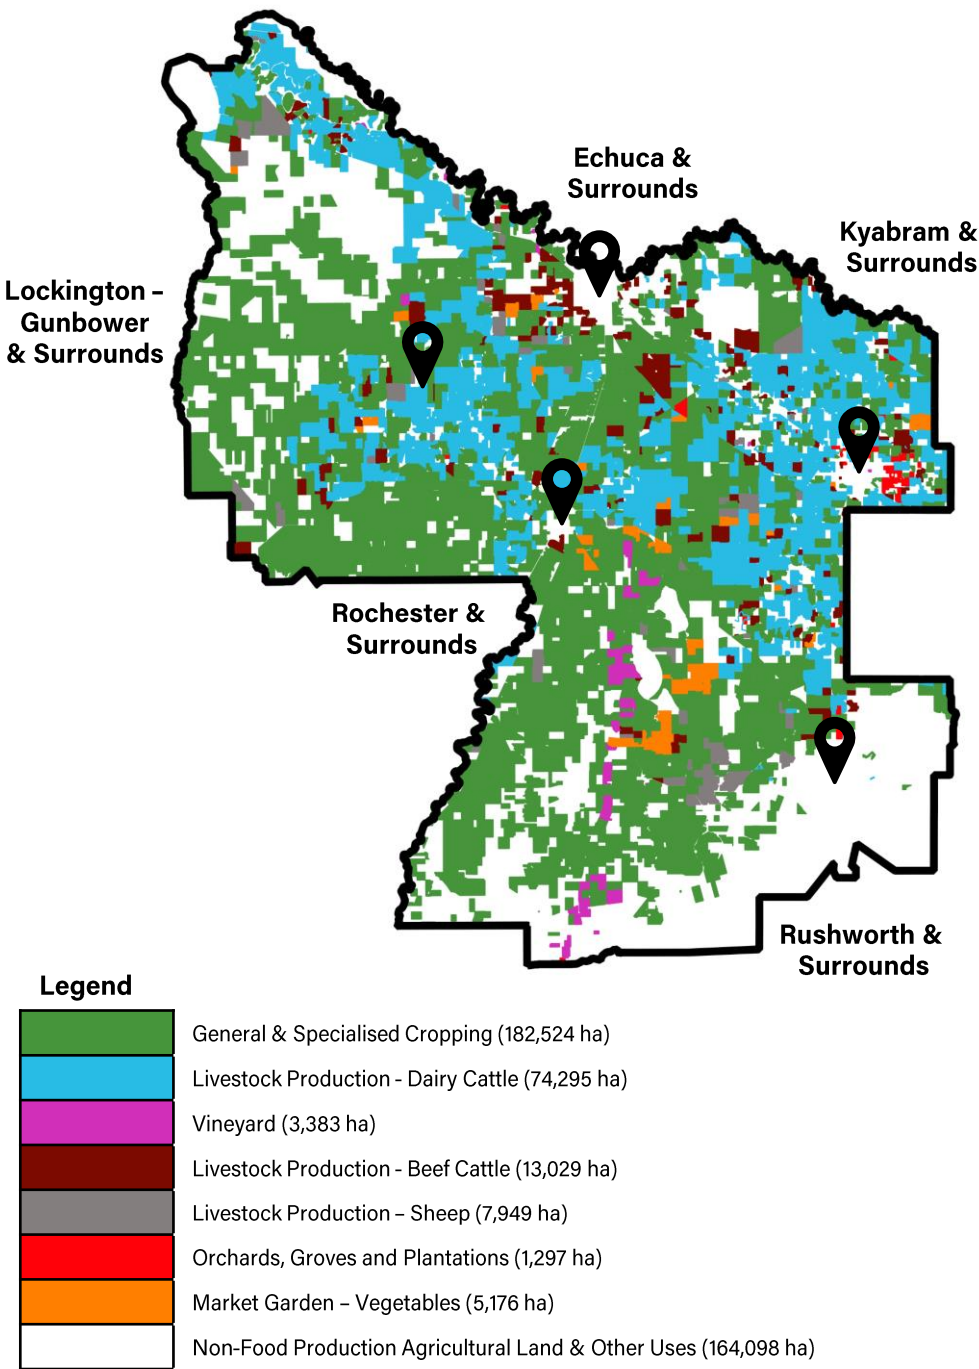 Echuca &
Surrounds
Kyabram &
Surrounds
Lockington –
Gunbower
& Surrounds
Rochester &
Surrounds
Rushworth &
Surrounds
Legend
General & Specialised Cropping (182,524 ha)
Livestock Production - Dairy Cattle (74,295 ha)
Vineyard (3,383 ha)
Livestock Production - Beef Cattle (13,029 ha)
Livestock Production – Sheep (7,949 ha)
Orchards, Groves and Plantations (1,297 ha)
Market Garden – Vegetables (5,176 ha)
Non-Food Production Agricultural Land & Other Uses (164,098 ha)